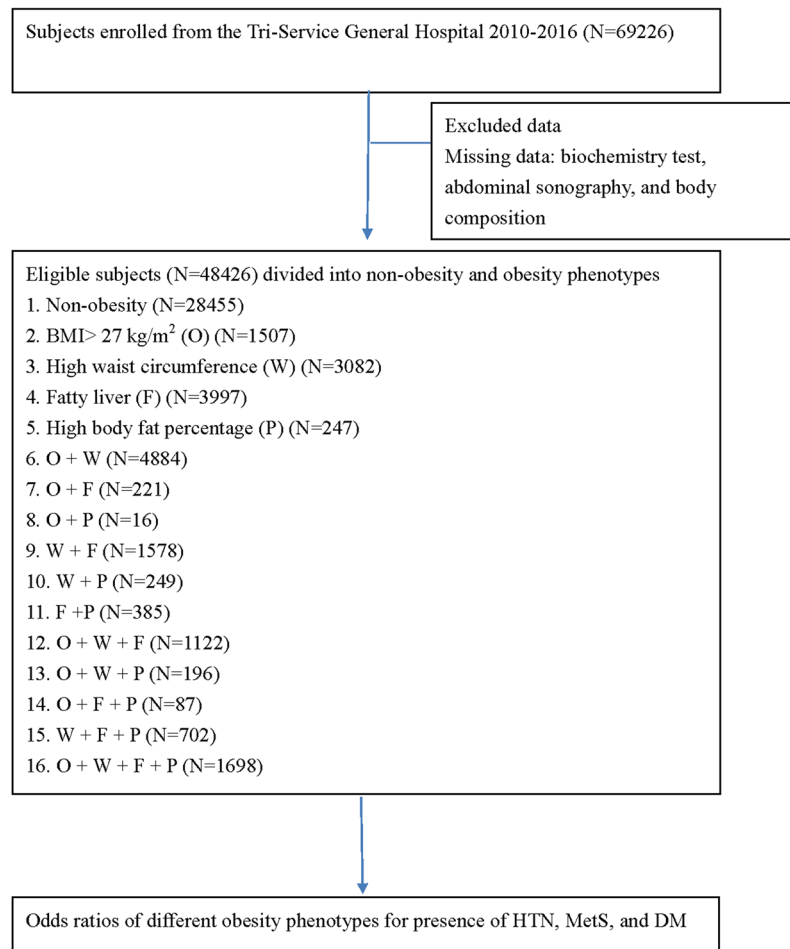 Subjects enrolled from the Tri-Service General Hospital 2010-2016 (N=69226)
Excluded data
Missing data: biochemistry test,
abdominal sonography, and body
composition
Eligible subjects (N=48426) divided into non-obesity and obesity phenotypes
1. Non-obesity (N=28455)
2. BMI> 27 kg/m² (O) (N=1507)
3. High waist circumference (W) (N=3082)
4. Fatty liver (F) (N=3997)
5. High body fat percentage (P) (N=247)
6. O + W (N=4884)
7. O + F (N=221)
8. O + P (N=16)
9. W + F (N=1578)
10. W + P (N=249)
11. F +P (N=385)
12. O + W + F (N=1122)
13. O + W + P (N=196)
14. O + F + P (N=87)
15. W + F + P (N=702)
16. O + W + F + P (N=1698)
Odds ratios of different obesity phenotypes for presence of HTN, MetS, and DM